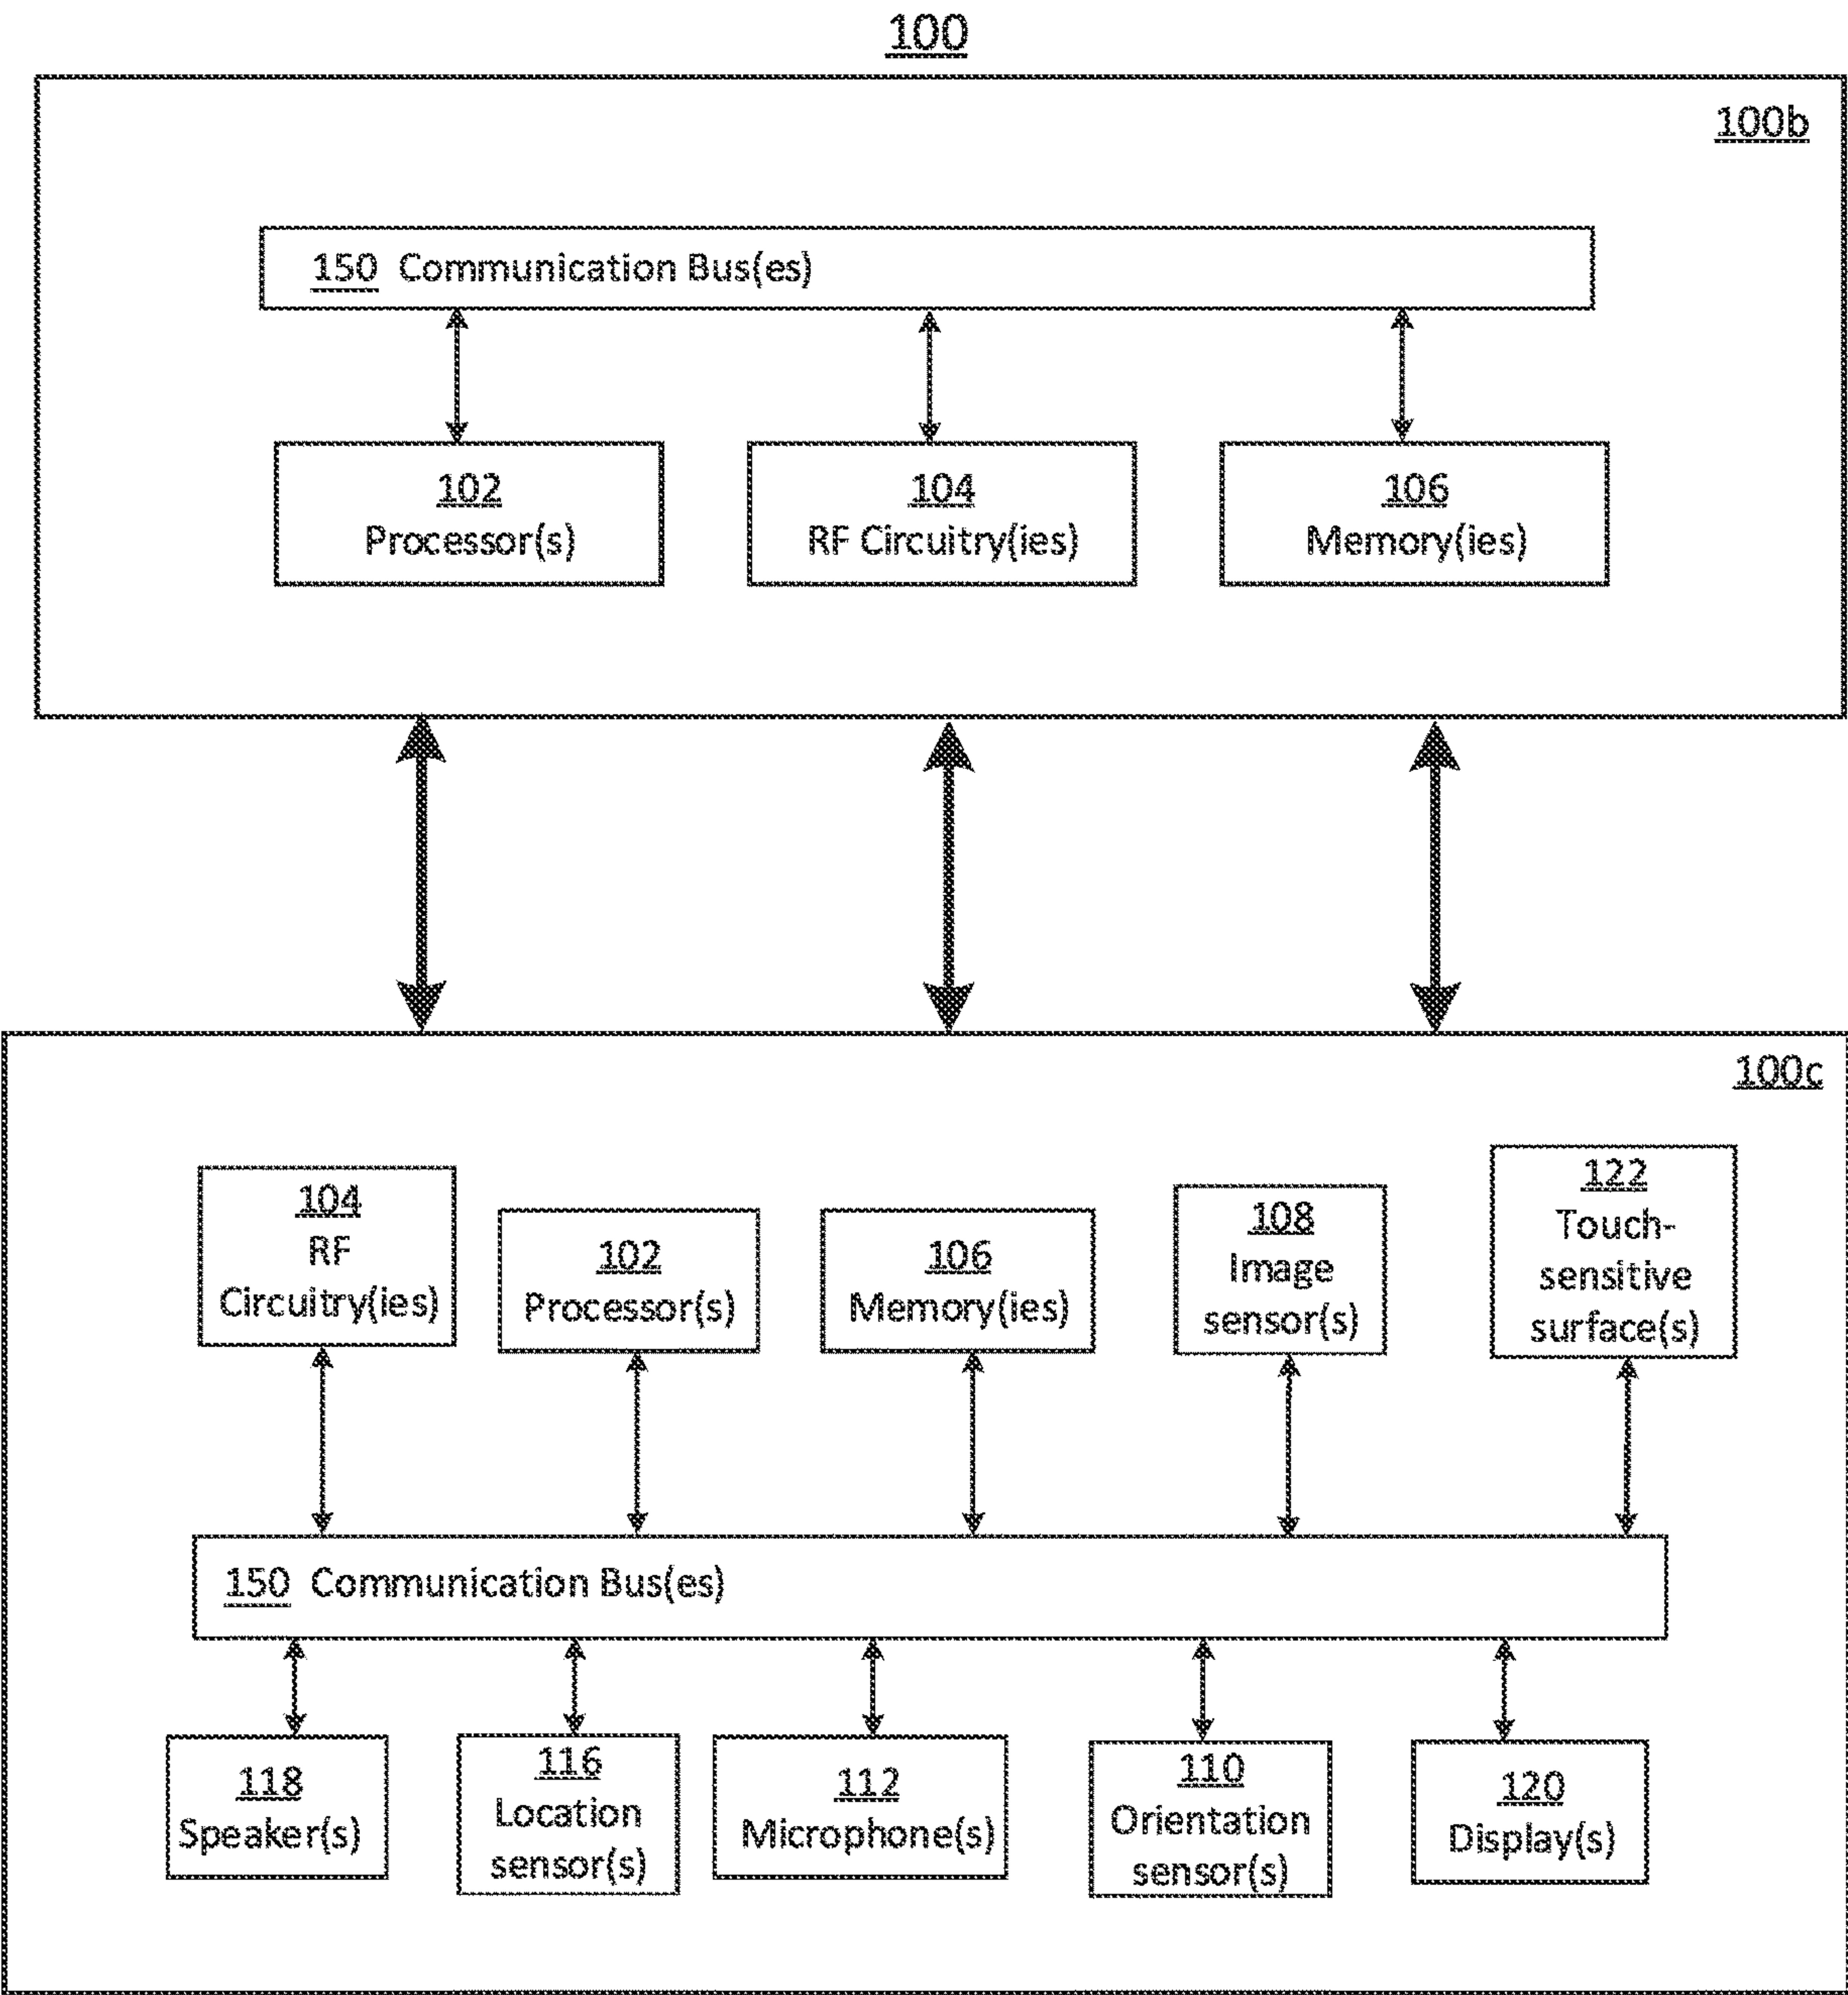 100
100b
150 Communication Bus(es)
102
Processor(s)
104
RF Circuitry(ies)
106
Memory(ies)
100c
104
RF
Circuitry(ies)
102
Processor(s)
106
Memory(ies)
108
Image
sensor(s)
122
Touch-
sensitive
surface(s)
150 Communication Bus(es)
118
Speaker(s)
116
Location
sensor(s)
112
Microphone(s)
110
Orientation
sensor(s)
120
Display(s)